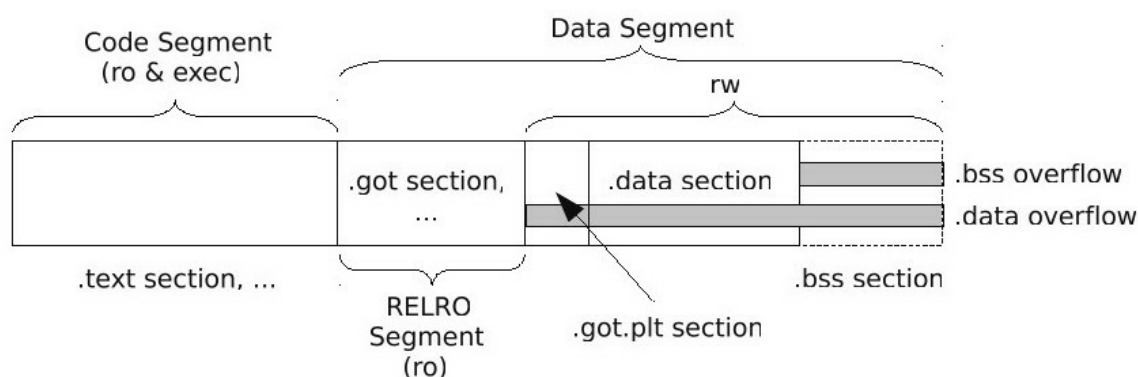 Code Segment
(ro & exec)
Data Segment
rw
.got section,
...
.data section
.bss overflow
.data overflow
.text section, ...
RELRO
Segment
(ro)
.got.plt section
.bss section